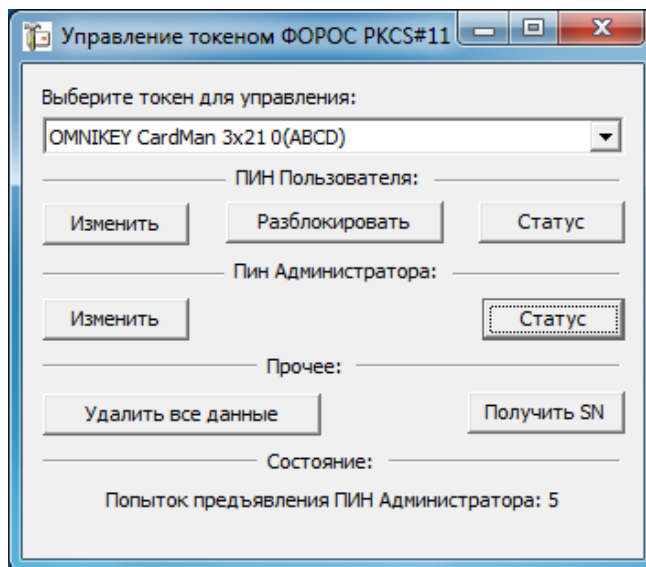 Управление токеном ФОРОС PKCS#11
Выберите токен для управления:
OMNIKEY CardMan 3x21 0(ABCD)
ПИН Пользователя:
Изменить Разблокировать Статус
Пин Администратора:
Изменить Статус
Прочее:
Удалить все данные Получить SN
Состояние:
Попыток предъявления ПИН Администратора: 5